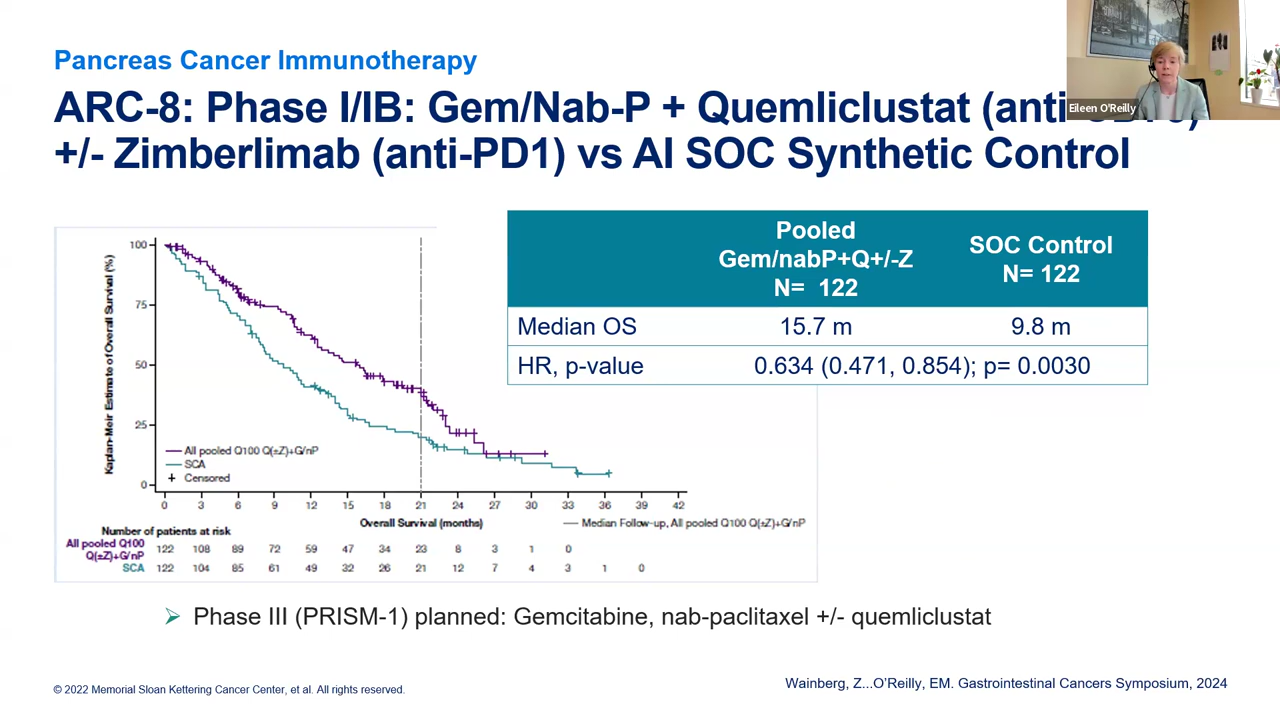 Pancreas Cancer Immunotherapy
ARC-8: Phase I/IB: Gem/Nab-P + Quemliclustat (anti-
+/- Zimberlimab (anti-PD1) vs AI SOC Synthetic Control
Eileen O'Reilly
Pooled
Gem/nabP+Q+/-Z
N= 122
SOC Control
N= 122
Median OS 15.7 m 9.8 m
HR, p-value 0.634 (0.471, 0.854); p= 0.0030
Kaplan-Meir Estimate of Overall Survival (%)
100
75
50
25
0
All pooled Q100 Q(±Z)+G/nP
SCA
Censored
0 3 6 9 12 15 18 21 24 27 30 33 36 39 42
Overall Survival (months)
Median Follow-up, All pooled Q100 Q(±Z)+G/nP
Number of patients at risk
All pooled Q100
Q(±Z)+G/nP 122 108 89 72 59 47 34 23 8 3 1 0
SCA 122 104 85 61 49 32 26 21 12 7 4 3 1 0
Phase III (PRISM-1) planned: Gemcitabine, nab-paclitaxel +/- quemliclustat
© 2022 Memorial Sloan Kettering Cancer Center, et al. All rights reserved.
Wainberg, Z...O’Reilly, EM. Gastrointestinal Cancers Symposium, 2024